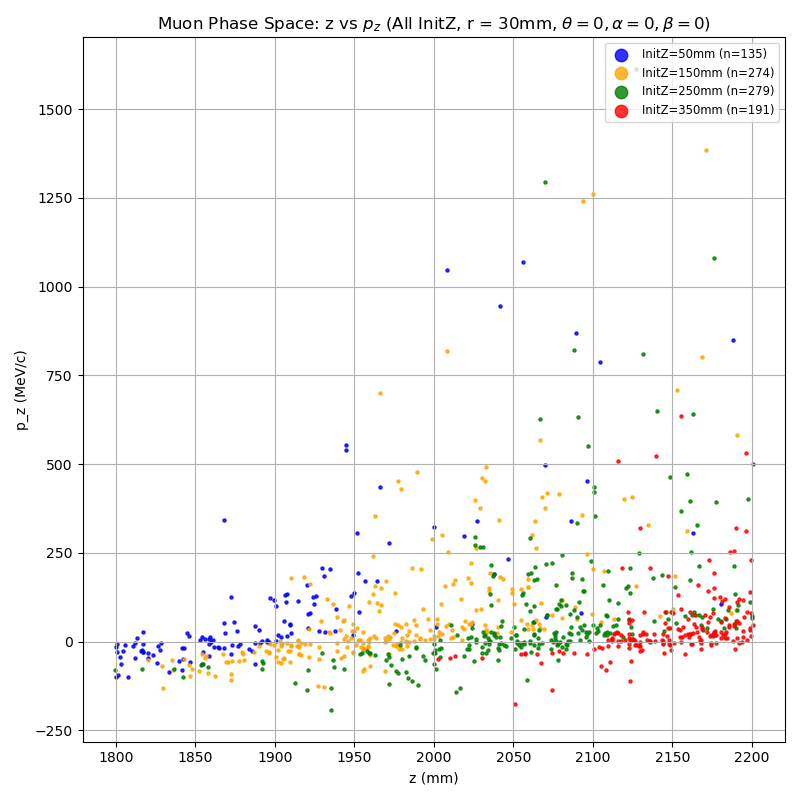 Muon Phase Space: z vs p_z (All InitZ, r = 30mm, θ = 0, α = 0, β = 0)
InitZ=50mm (n=135)
InitZ=150mm (n=274)
InitZ=250mm (n=279)
InitZ=350mm (n=191)
1500
1250
1000
750
500
250
0
−250
p_z (MeV/c)
1800 1850 1900 1950 2000 2050 2100 2150 2200
z (mm)